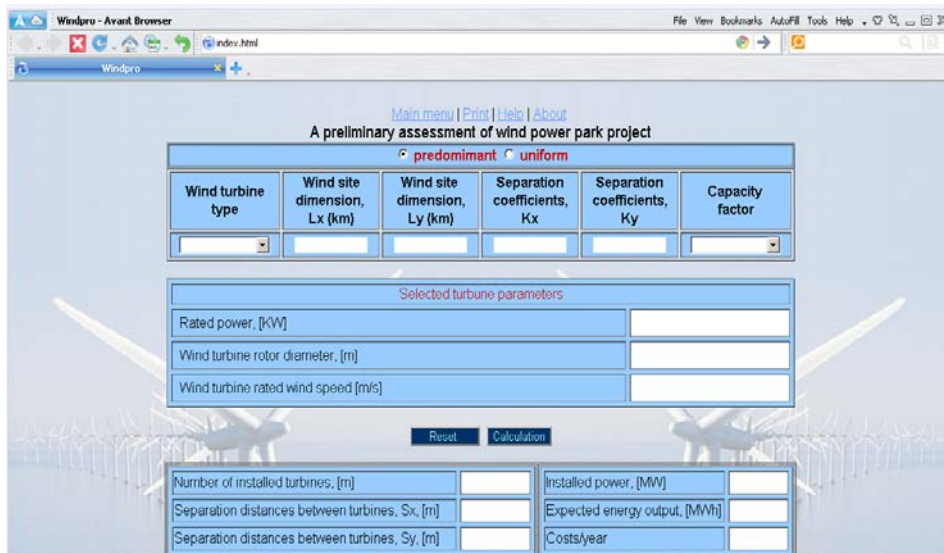 Windpro - Avant Browser
File View Bookmarks AutoFill Tools Help
index.html
Windpro
Main menu | Print | Help | About
A preliminary assessment of wind power park project
predomimant uniform
Wind turbine type
Wind site dimension, Lx (km)
Wind site dimension, Ly (km)
Separation coefficients, Kx
Separation coefficients, Ky
Capacity factor
Selected turbune parameters
Rated power, [KW]
Wind turbine rotor diameter, [m]
Wind turbine rated wind speed [m/s]
Reset Calculation
Number of installed turbines, [m] Installed power, [MW]
Separation distances between turbines, Sx, [m] Expected energy output, [MWh]
Separation distances between turbines, Sy, [m] Costs/year